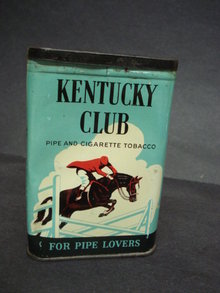 KENTUCKY
CLUB
PIPE AND CIGARETTE TOBACCO
FOR PIPE LOVERS